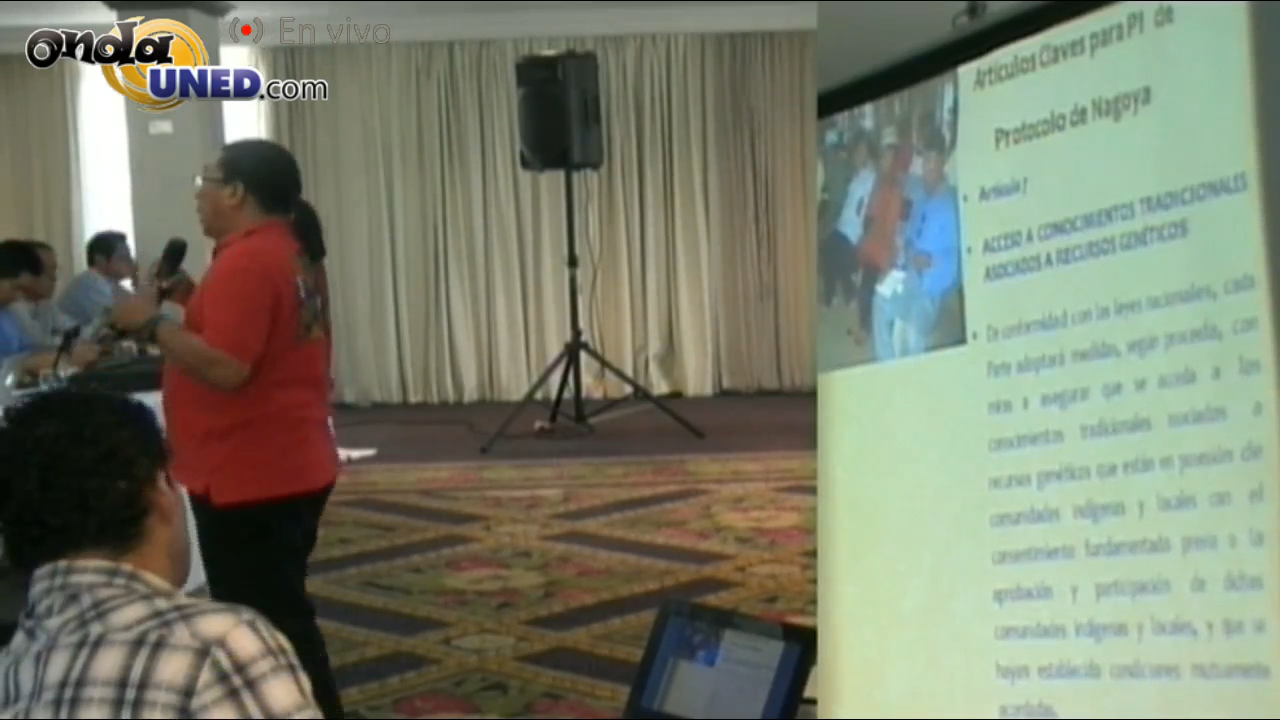 onda
UNED.com
En vivo
Artículos Claves para PI de
Protocolo de Nagoya
• Artículo 7
• ACCESO A CONOCIMIENTOS TRADICIONALES
ASOCIADOS A RECURSOS GENÉTICOS
• De conformidad con las leyes nacionales, cada
Parte adoptará medidas, según proceda, con
a asegurar que se acceda a los
conocimientos tradicionales asociados a
recursos genéticos que están en posesión de
comunidades indígenas y locales con el
consentimiento fundamentado previo o la
aprobación y participación de dichas
comunidades indígenas y locales, y que se
hayan establecido condiciones mutuamente
acordadas.